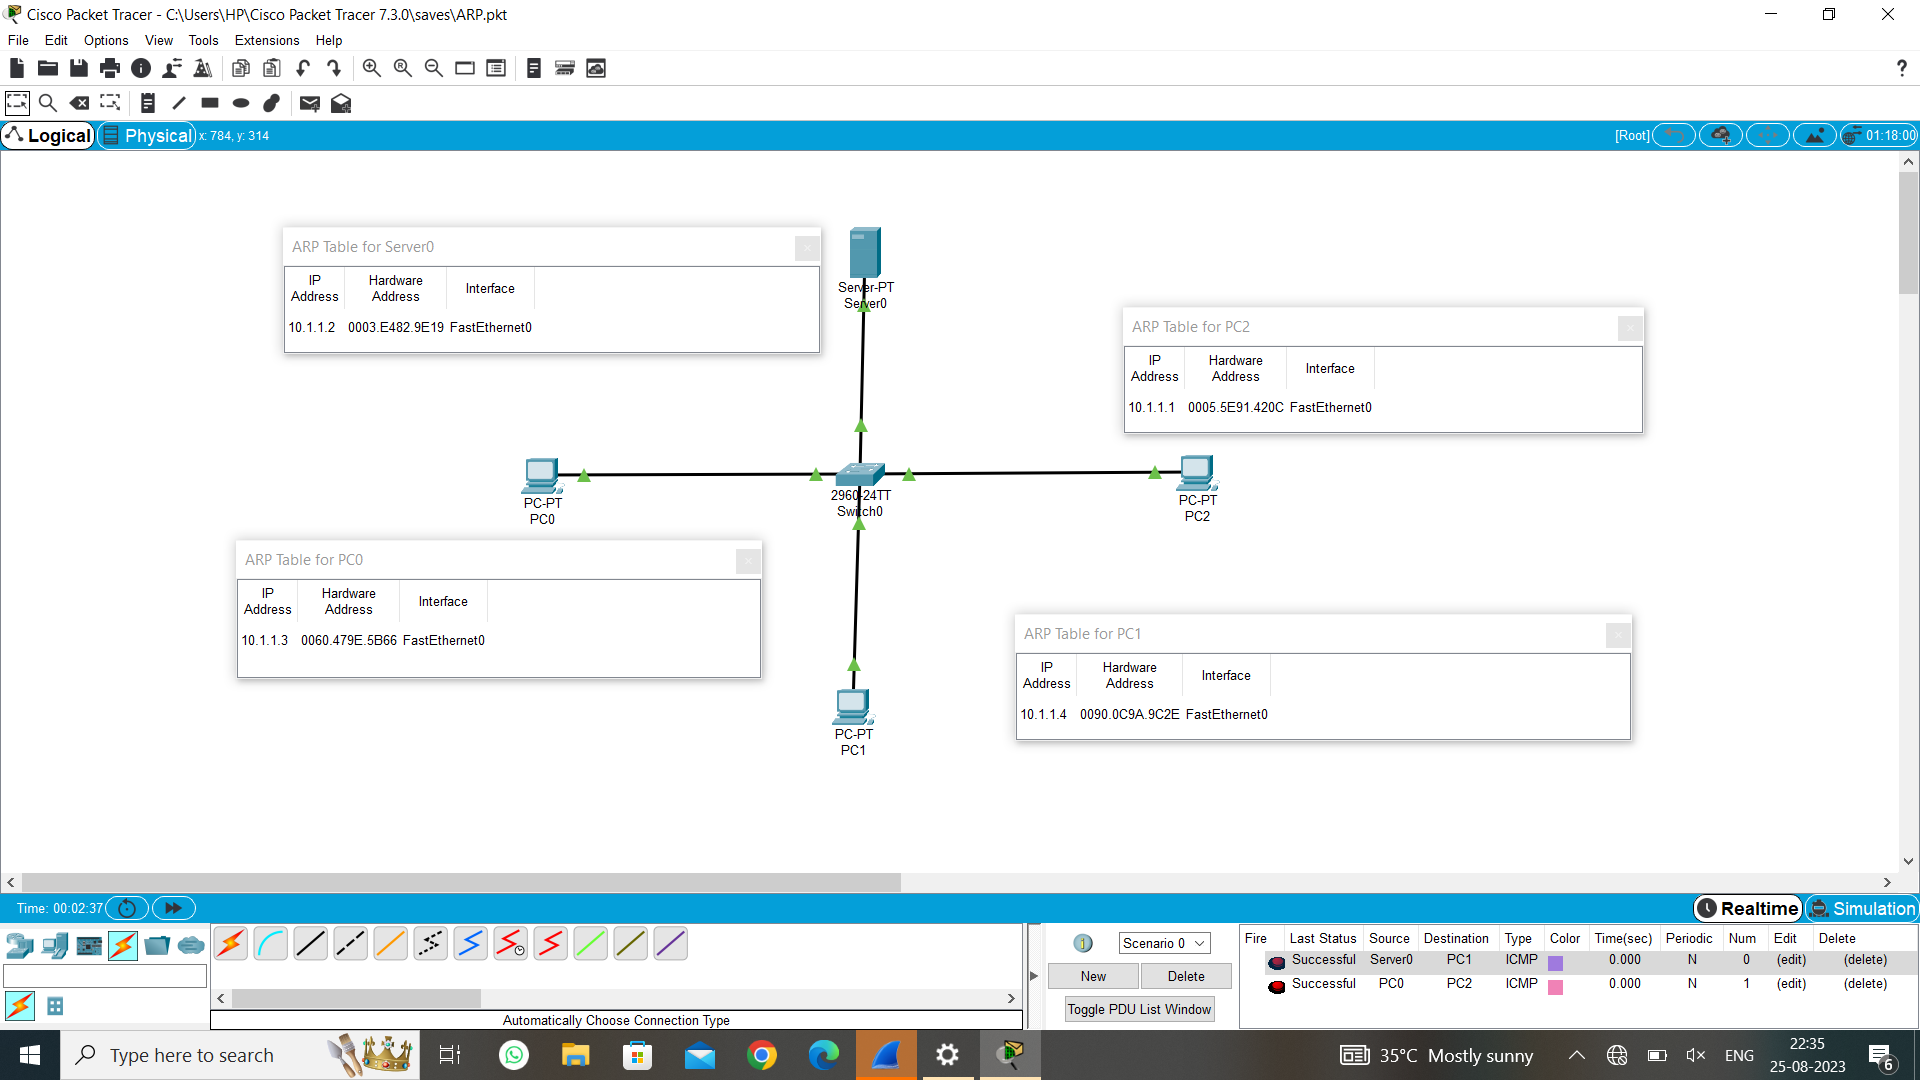 Cisco Packet Tracer - C:\Users\HP\Cisco Packet Tracer 7.3.0\saves\ARP.pkt
File Edit Options View Tools Extensions Help
?
Logical Physical x: 784, y: 314 [Root] 01:18:00
ARP Table for Server0
IP Address Hardware Address Interface
10.1.1.2 0003.E482.9E19 FastEthernet0
Server-PT
Server0
ARP Table for PC2
IP Address Hardware Address Interface
10.1.1.1 0005.5E91.420C FastEthernet0
PC-PT
PC0
2960-24TT
Switch0
PC-PT
PC2
ARP Table for PC0
IP Address Hardware Address Interface
10.1.1.3 0060.479E.5B66 FastEthernet0
ARP Table for PC1
IP Address Hardware Address Interface
10.1.1.4 0090.0C9A.9C2E FastEthernet0
PC-PT
PC1
Time: 00:02:37 Realtime Simulation
Scenario 0
New Delete
Toggle PDU List Window
Fire Last Status Source Destination Type Color Time(sec) Periodic Num Edit Delete
Successful Server0 PC1 ICMP 0.000 N 0 (edit) (delete)
Successful PC0 PC2 ICMP 0.000 N 1 (edit) (delete)
Automatically Choose Connection Type
Type here to search
35°C Mostly sunny
ENG
22:35
25-08-2023
6